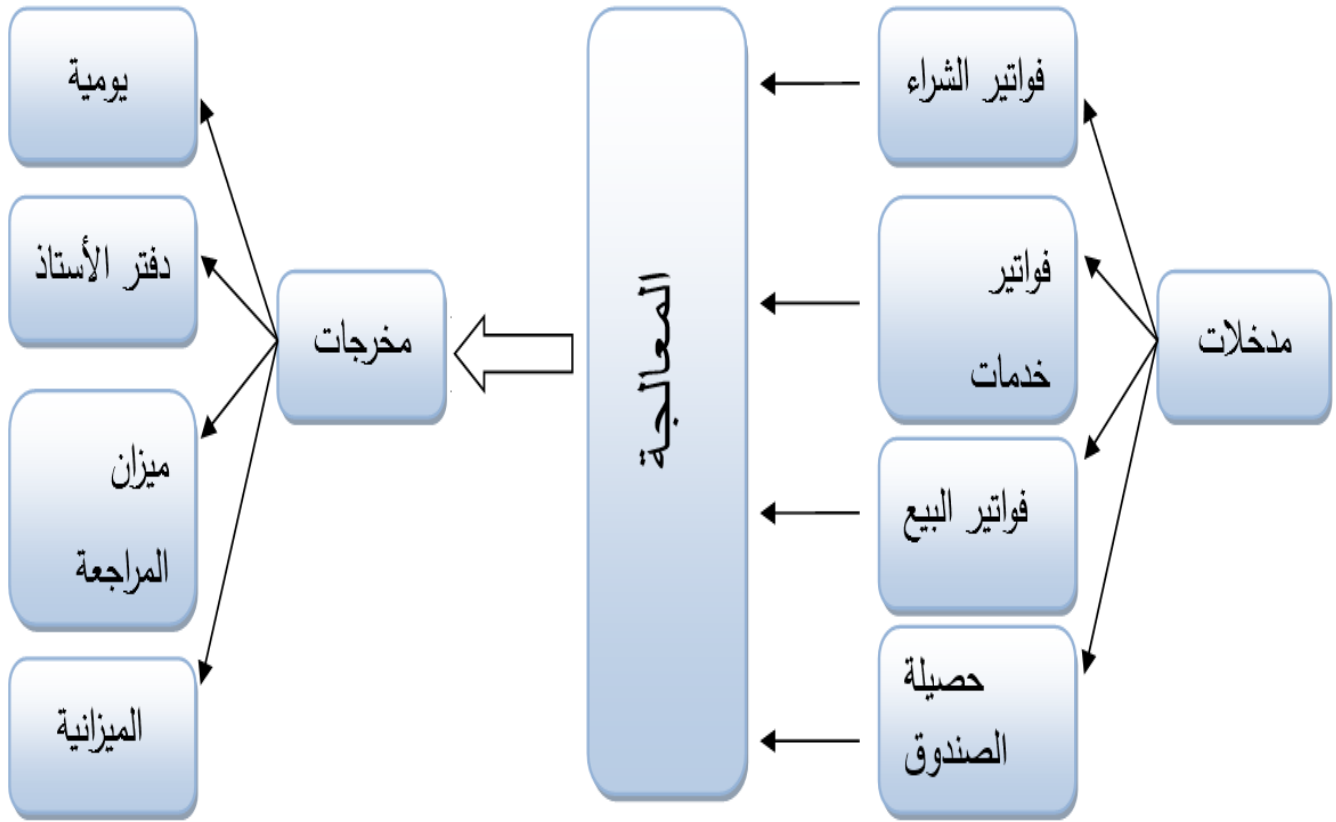 مدخلات
فواتير الشراء
فواتير
خدمات
فواتير البيع
حصيلة
الصندوق
المعالجة
مخرجات
يومية
دفتر الأستاذ
ميزان
المراجعة
الميزانية